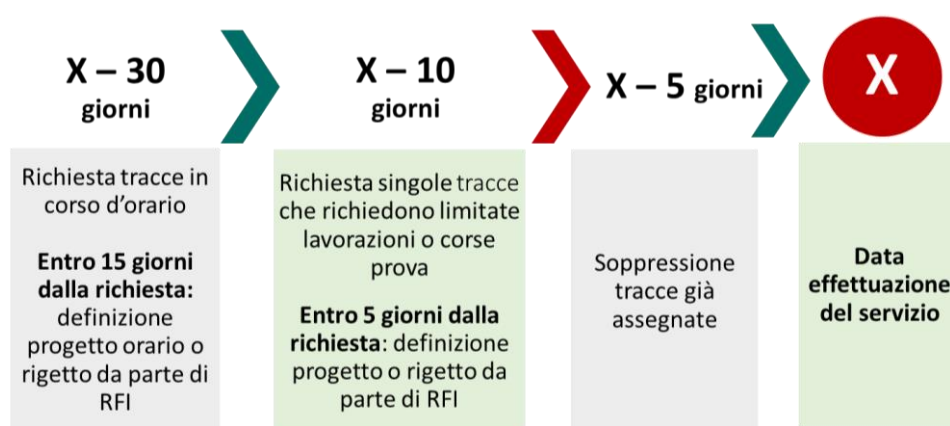 X – 30
giorni
X – 10
giorni
X – 5 giorni
X
Richiesta tracce in
corso d'orario
Entro 15 giorni
dalla richiesta:
definizione
progetto orario o
rigetto da parte di
RFI
Richiesta singole tracce
che richiedono limitate
lavorazioni o corse
prova
Entro 5 giorni dalla
richiesta: definizione
progetto o rigetto da
parte di RFI
Soppressione
tracce già
assegnate
Data
effettuazione
del servizio